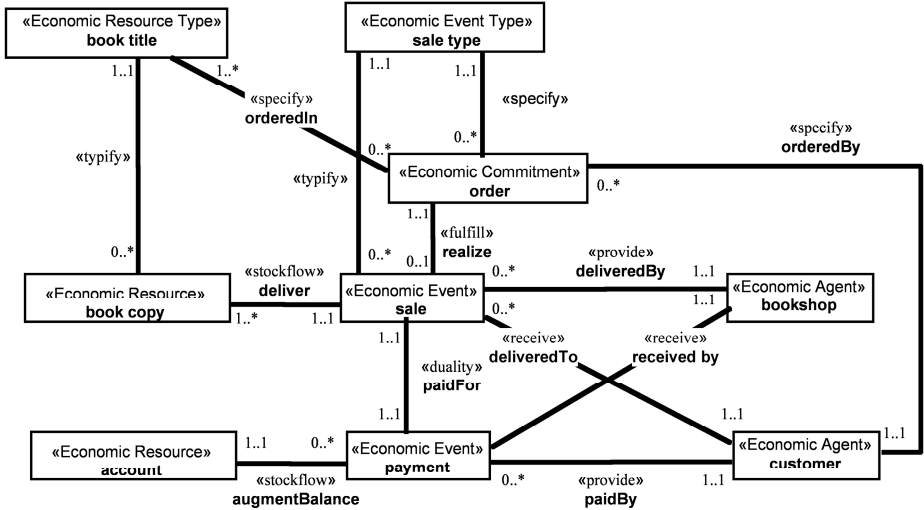 «Economic Resource Type»
book title
«Economic Event Type»
sale type
1..1
1..*
1..1
1..1
«specify»
orderedIn
«specify»
«specify»
orderedBy
«typify»
«typify»
0..*
0..*
«Economic Commitment»
order
0..*
1..1
«fulfill»
realize
0..*
0..*
0..1
«stockflow»
deliver
«provide»
deliveredBy
0..*
1..1
«Economic Resource»
book copy
«Economic Event»
sale
«Economic Agent»
bookshop
1..*
1..1
0..*
1..1
1..1
«receive»
deliveredTo
«receive»
received by
«duality»
paidFor
1..1
1..1
1..1
«Economic Resource»
account
1..1
0..*
«Economic Event»
payment
«Economic Agent»
customer
«stockflow»
augmentBalance
0..*
«provide»
paidBy
1..1